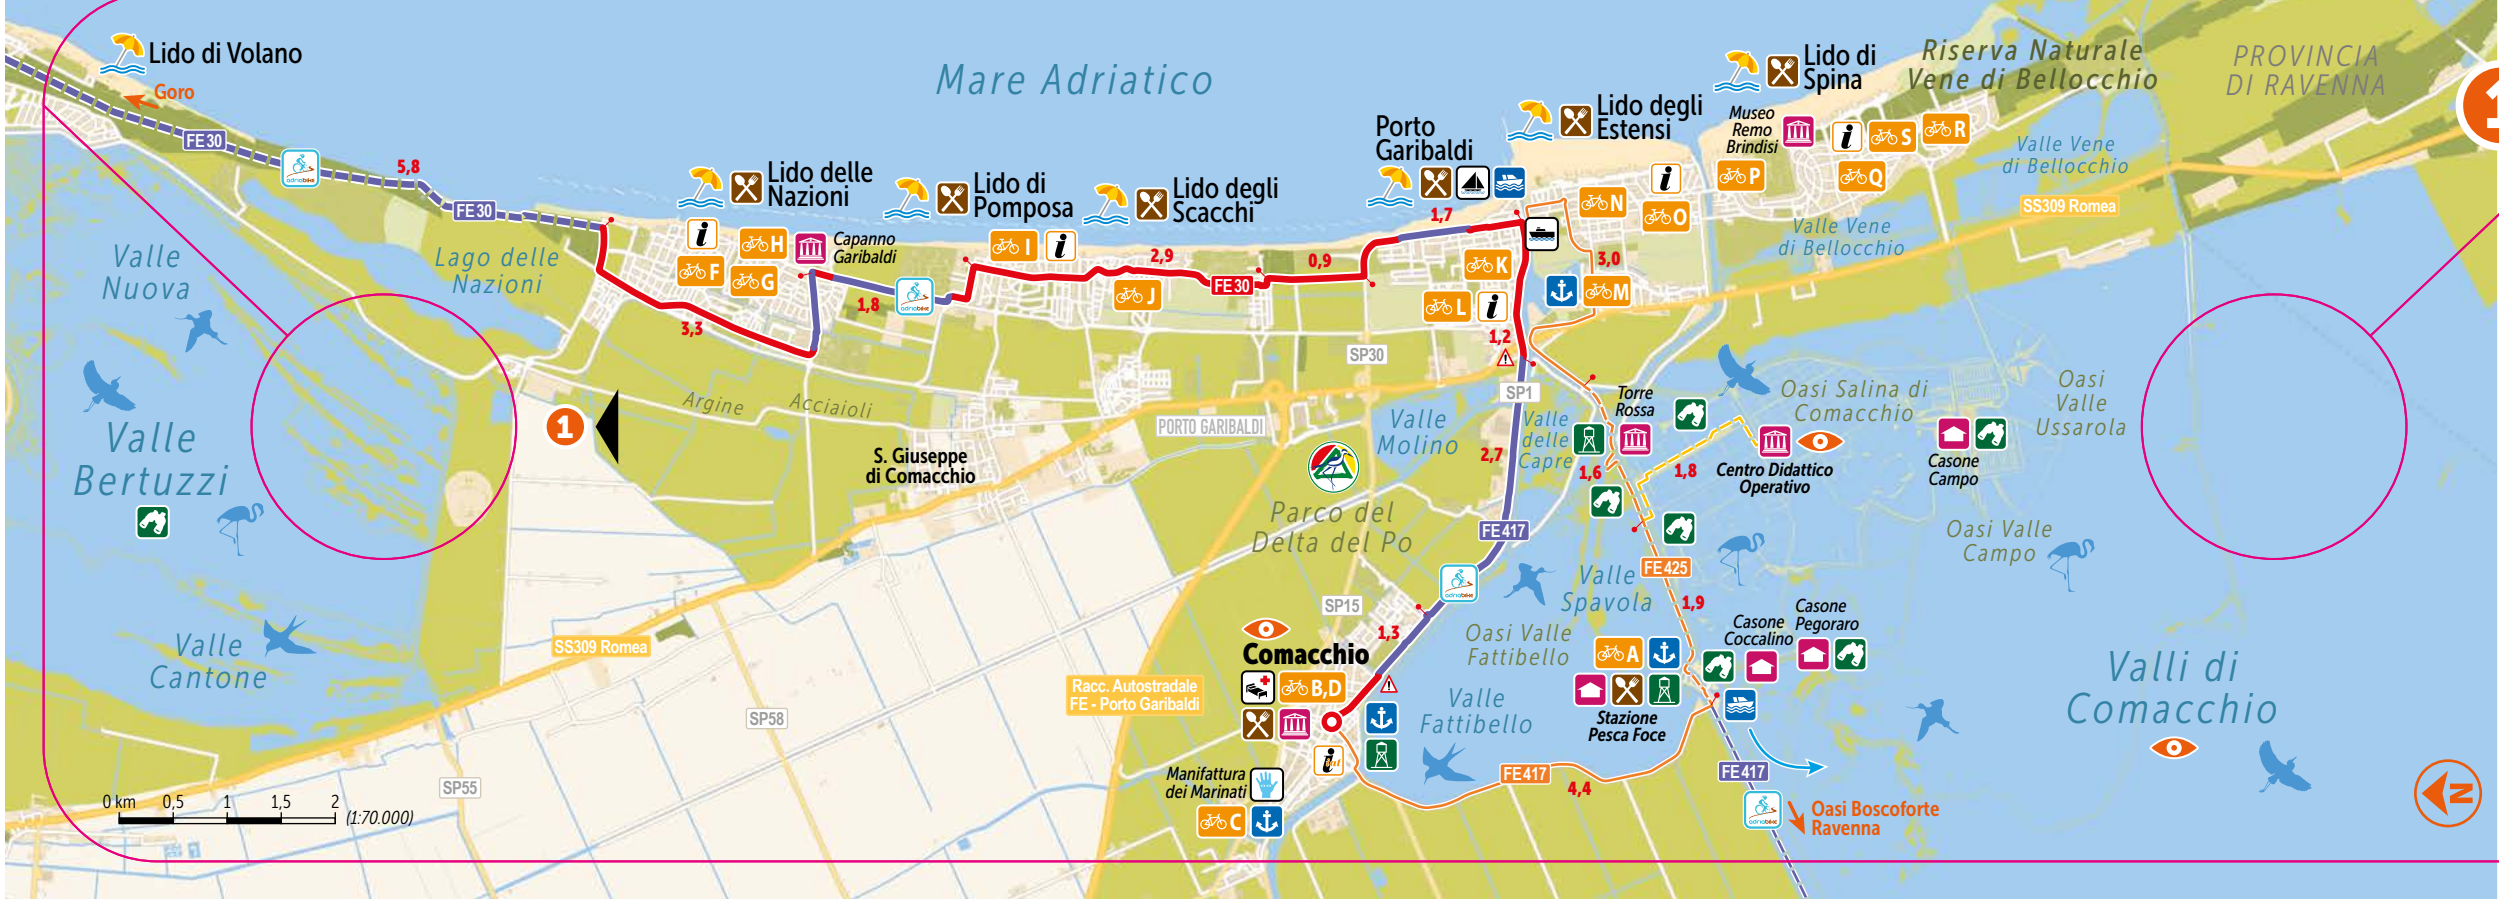 Lido di Volano
Goro
FE30
5,8
FE30
adriabike
Mare Adriatico
Lido delle
Nazioni
Lido di
Pomposa
Lido degli
Scacchi
Porto
Garibaldi
Lido degli
Estensi
Lido di
Spina
Museo
Remo
Brindisi
Riserva Naturale
Vene di Bellocchio
PROVINCIA
DI RAVENNA
1
Valle Vene
di Bellocchio
SS309 Romea
Valle Vene
di Bellocchio
i
H
F
G
Capanno
Garibaldi
3,3
1,8
adriabike
I
i
2,9
J
FE30
0,9
1,7
K
L
i
1,2
N
i
O
3,0
M
P
i
S
R
Q
Valle
Nuova
Lago delle
Nazioni
Valle
Bertuzzi
Valle
Cantone
1
Argine Acciaioli
S. Giuseppe
di Comacchio
SP30
PORTO GARIBALDI
SP1
Valle
Molino
Valle
delle
Capre
2,7
Torre
Rossa
1,6
1,8
Oasi Salina di
Comacchio
Centro Didattico
Operativo
Casone
Campo
Oasi
Valle
Ussarola
Oasi Valle
Campo
Parco del
Delta del Po
FE417
adriabike
SP15
1,3
Valle
Spavola
FE425
1,9
Oasi Valle
Fattibello
Casone
Coccalino
Casone
Pegoraro
Comacchio
B,D
A
Stazione
Pesca Foce
Valle
Fattibello
Valli di
Comacchio
SS309 Romea
Racc. Autostradale
FE - Porto Garibaldi
SP58
SP55
Manifattura
dei Marinati
C
FE417
4,4
FE417
adriabike
Oasi Boscoforte
Ravenna
N
0 km 0,5 1 1,5 2
(1:70.000)